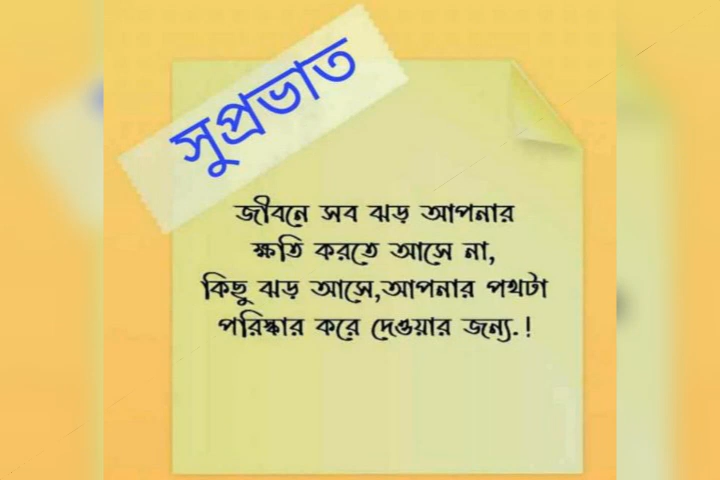 সুপ্রভাত
জীবনে সব ঝড় আপনার
ক্ষতি করতে আসে না,
কিছু ঝড় আসে,আপনার পথটা
পরিষ্কার করে দেওয়ার জন্য.!